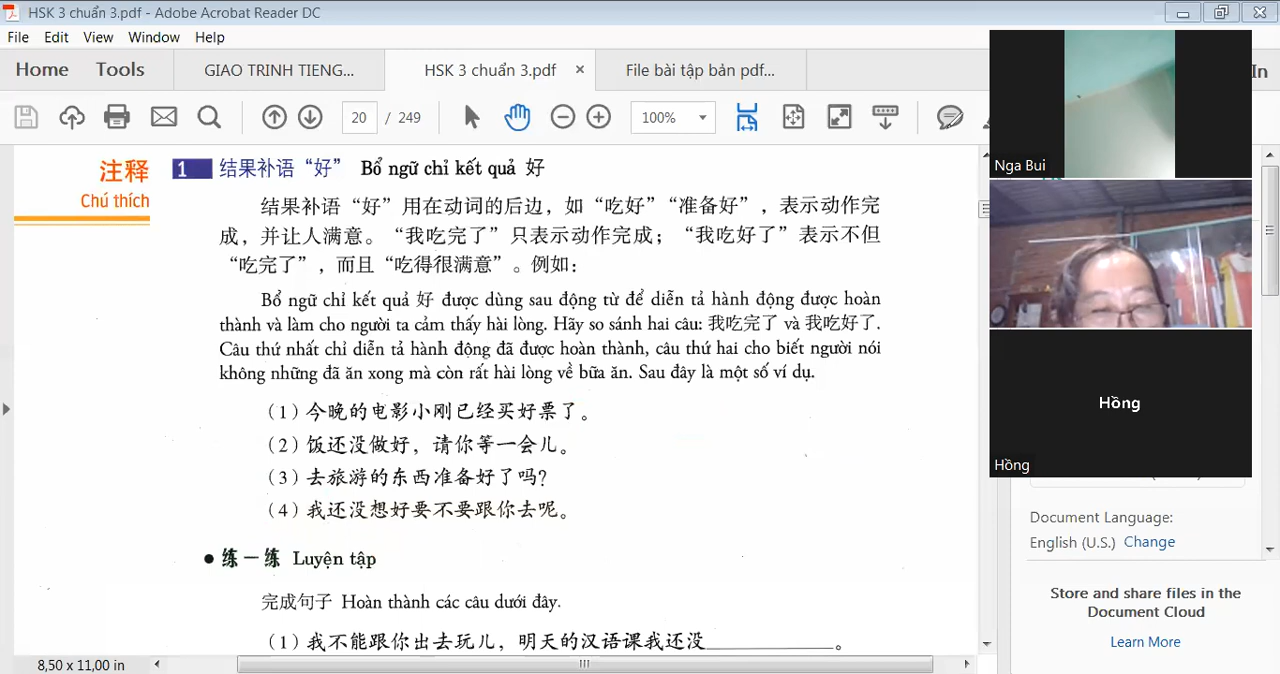 HSK 3 chuẩn 3.pdf - Adobe Acrobat Reader DC
File Edit View Window Help
Home Tools GIAO TRINH TIENG... HSK 3 chuẩn 3.pdf × File bài tập bản pdf... In
20 / 249 100%
注释 1 结果补语“好” Bổ ngữ chỉ kết quả 好
Chú thích
结果补语“好”用在动词的后边，如“吃好”“准备好”，表示动作完
成，并让人满意。“我吃完了”只表示动作完成；“我吃好了”表示不但
“吃完了”，而且“吃得很满意”。例如：
Bổ ngữ chỉ kết quả 好 được dùng sau động từ để diễn tả hành động được hoàn
thành và làm cho người ta cảm thấy hài lòng. Hãy so sánh hai câu: 我吃完了 và 我吃好了.
Câu thứ nhất chỉ diễn tả hành động đã được hoàn thành, câu thứ hai cho biết người nói
không những đã ăn xong mà còn rất hài lòng về bữa ăn. Sau đây là một số ví dụ.
（1）今晚的电影小刚已经买好票了。
（2）饭还没做好，请你等一会儿。
（3）去旅游的东西准备好了吗？
（4）我还没想好要不要跟你去呢。
● 练一练 Luyện tập
完成句子 Hoàn thành các câu dưới đây.
（1）我不能跟你出去玩儿，明天的汉语课我还没____________。
8,50 x 11,00 in
Nga Bui
Hồng
Hồng
Document Language:
English (U.S.) Change
Store and share files in the
Document Cloud
Learn More